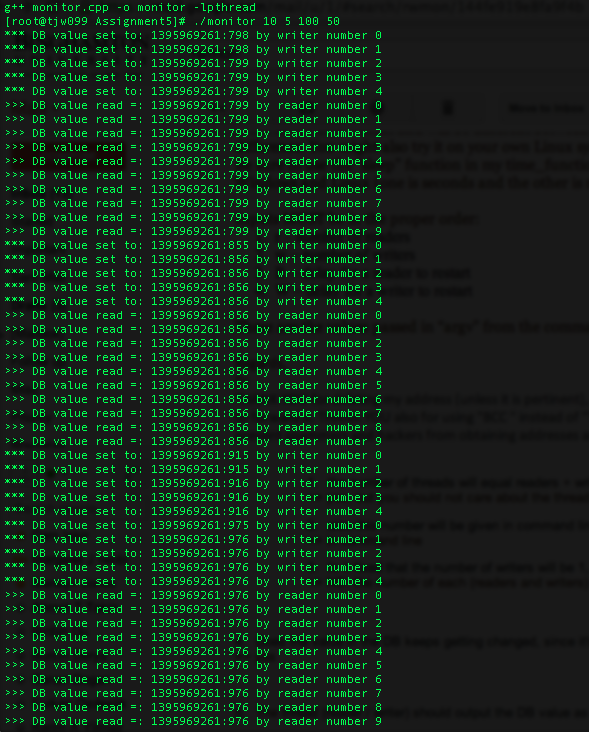 g++ monitor.cpp -o monitor -lpthread
[root@tjw099 Assignment5]# ./monitor 10 5 100 50
*** DB value set to: 1395969261:798 by writer number 0
*** DB value set to: 1395969261:798 by writer number 1
*** DB value set to: 1395969261:799 by writer number 2
*** DB value set to: 1395969261:799 by writer number 3
*** DB value set to: 1395969261:799 by writer number 4
>>> DB value read =: 1395969261:799 by reader number 0
>>> DB value read =: 1395969261:799 by reader number 1
>>> DB value read =: 1395969261:799 by reader number 2
>>> DB value read =: 1395969261:799 by reader number 3
>>> DB value read =: 1395969261:799 by reader number 4
>>> DB value read =: 1395969261:799 by reader number 5
>>> DB value read =: 1395969261:799 by reader number 6
>>> DB value read =: 1395969261:799 by reader number 7
>>> DB value read =: 1395969261:799 by reader number 8
>>> DB value read =: 1395969261:799 by reader number 9
*** DB value set to: 1395969261:855 by writer number 0
*** DB value set to: 1395969261:856 by writer number 1
*** DB value set to: 1395969261:856 by writer number 2
*** DB value set to: 1395969261:856 by writer number 3
*** DB value set to: 1395969261:856 by writer number 4
>>> DB value read =: 1395969261:856 by reader number 0
>>> DB value read =: 1395969261:856 by reader number 1
>>> DB value read =: 1395969261:856 by reader number 2
>>> DB value read =: 1395969261:856 by reader number 3
>>> DB value read =: 1395969261:856 by reader number 4
>>> DB value read =: 1395969261:856 by reader number 5
>>> DB value read =: 1395969261:856 by reader number 6
>>> DB value read =: 1395969261:856 by reader number 7
>>> DB value read =: 1395969261:856 by reader number 8
>>> DB value read =: 1395969261:856 by reader number 9
*** DB value set to: 1395969261:915 by writer number 0
*** DB value set to: 1395969261:915 by writer number 1
*** DB value set to: 1395969261:916 by writer number 2
*** DB value set to: 1395969261:916 by writer number 3
*** DB value set to: 1395969261:916 by writer number 4
*** DB value set to: 1395969261:975 by writer number 0
*** DB value set to: 1395969261:976 by writer number 1
*** DB value set to: 1395969261:976 by writer number 2
*** DB value set to: 1395969261:976 by writer number 3
*** DB value set to: 1395969261:976 by writer number 4
>>> DB value read =: 1395969261:976 by reader number 0
>>> DB value read =: 1395969261:976 by reader number 1
>>> DB value read =: 1395969261:976 by reader number 2
>>> DB value read =: 1395969261:976 by reader number 3
>>> DB value read =: 1395969261:976 by reader number 4
>>> DB value read =: 1395969261:976 by reader number 5
>>> DB value read =: 1395969261:976 by reader number 6
>>> DB value read =: 1395969261:976 by reader number 7
>>> DB value read =: 1395969261:976 by reader number 8
>>> DB value read =: 1395969261:976 by reader number 9